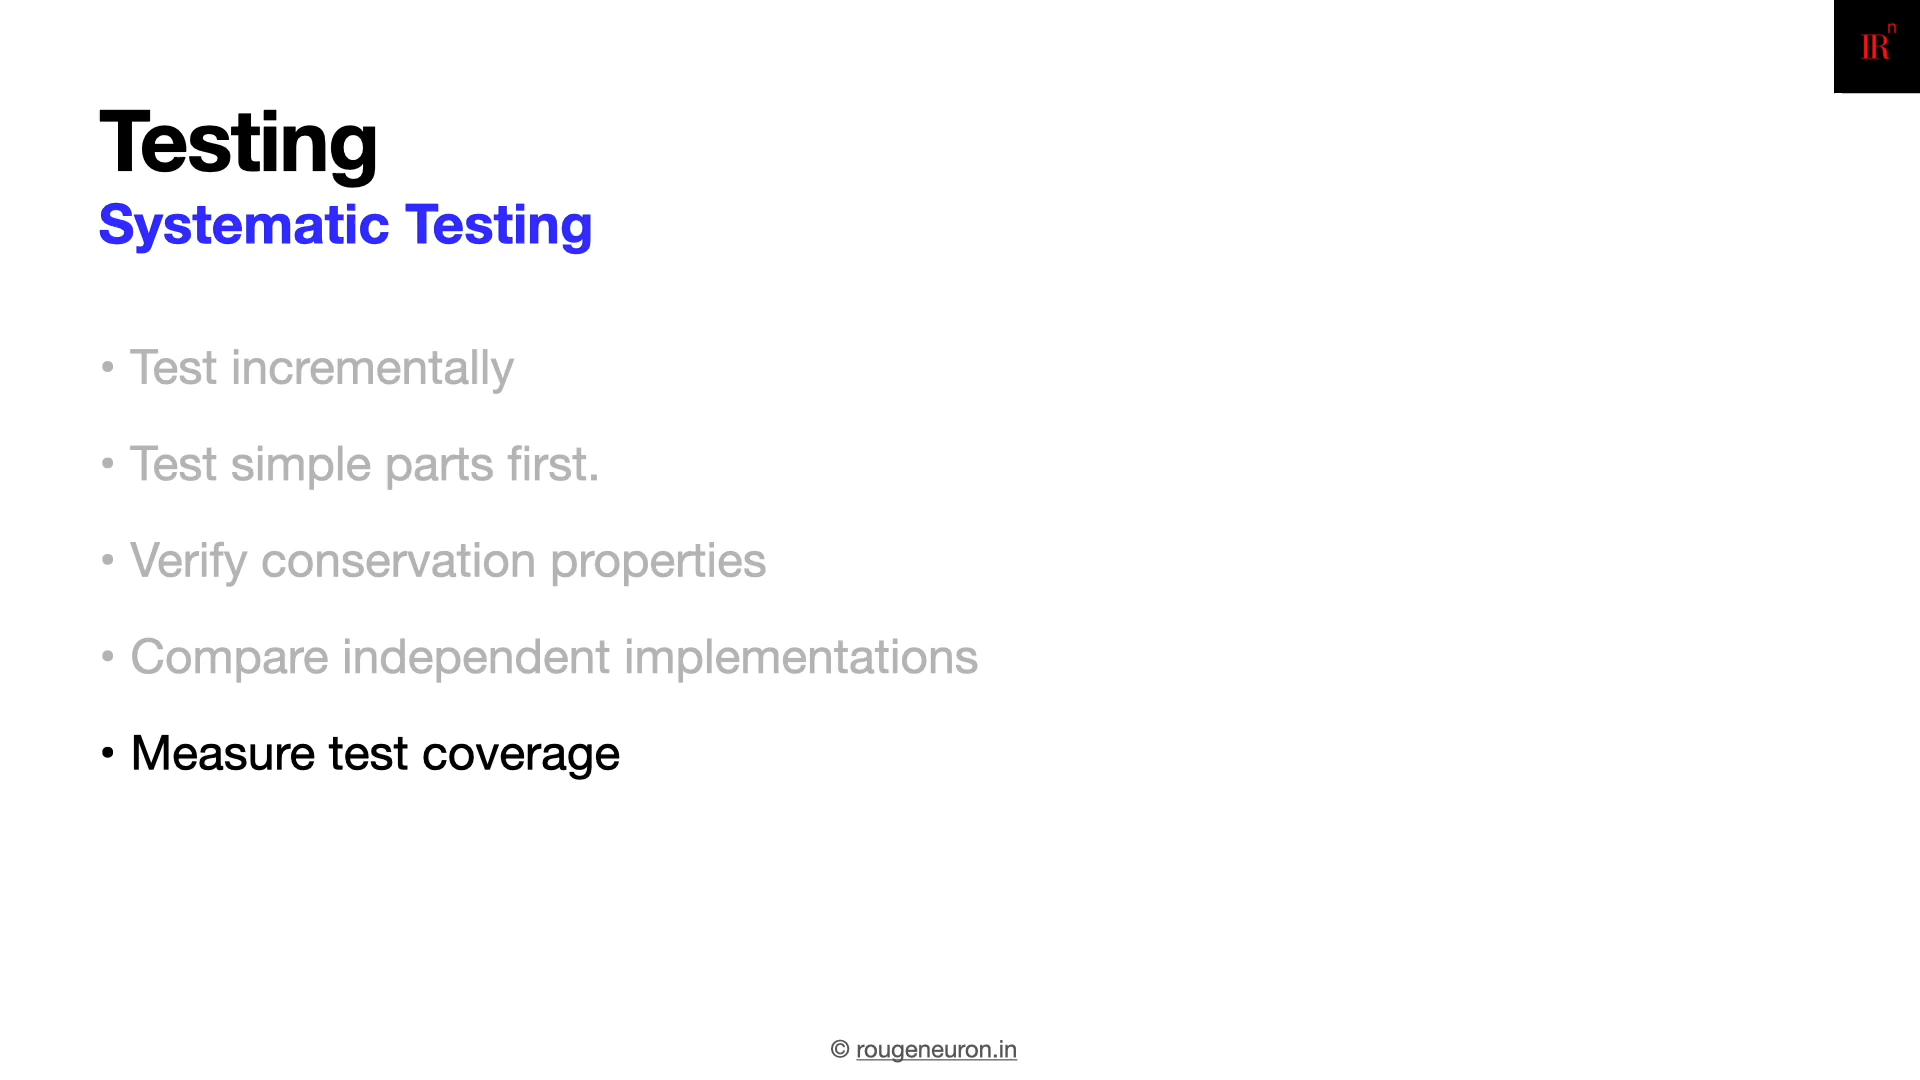 IRⁿ
Testing
Systematic Testing
• Test incrementally
• Test simple parts first.
• Verify conservation properties
• Compare independent implementations
• Measure test coverage
© rougeneuron.in